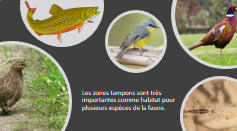 Les zones tampons sont très
importantes comme habitat pour
plusieurs espèces de la faune.